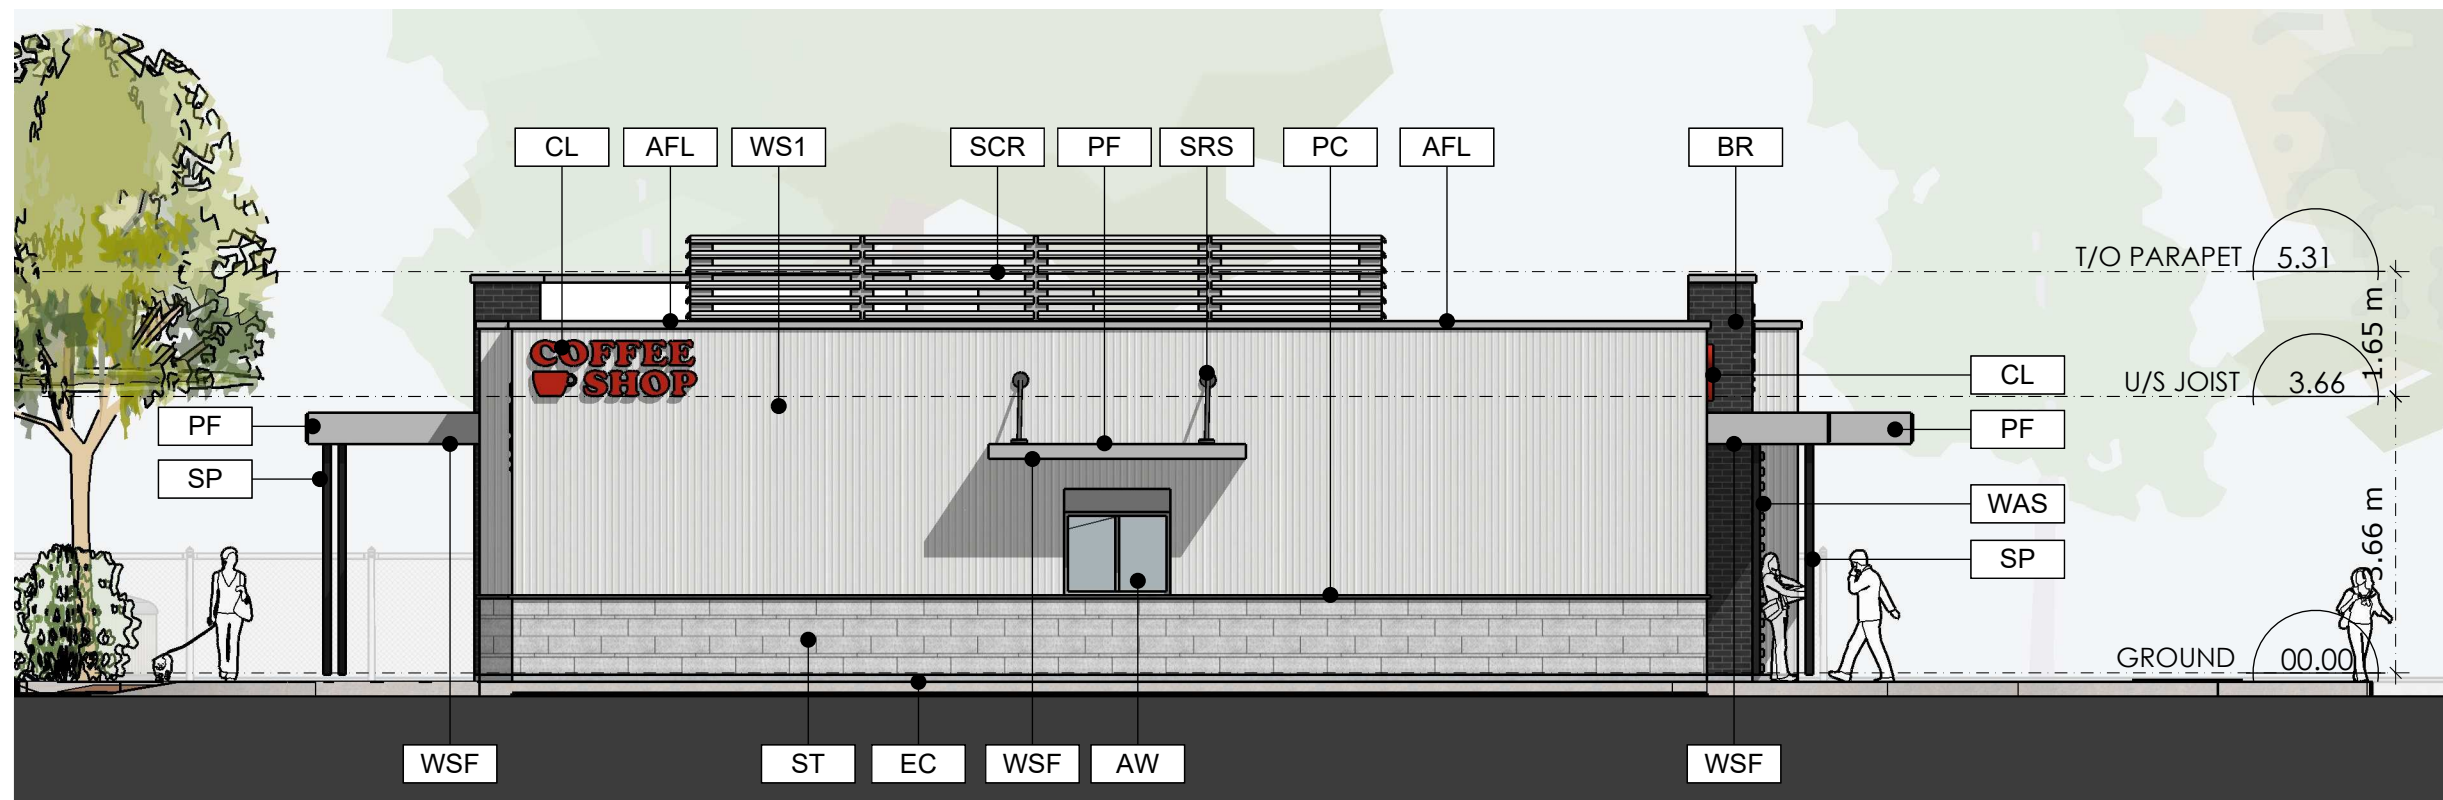 CL AFL WS1 SCR PF SRS PC AFL BR
T/O PARAPET 5.31
1.65 m
COFFEE
SHOP
U/S JOIST 3.66
CL
PF
PF
SP
WAS
SP
3.66 m
GROUND 00.00
WSF ST EC WSF AW WSF